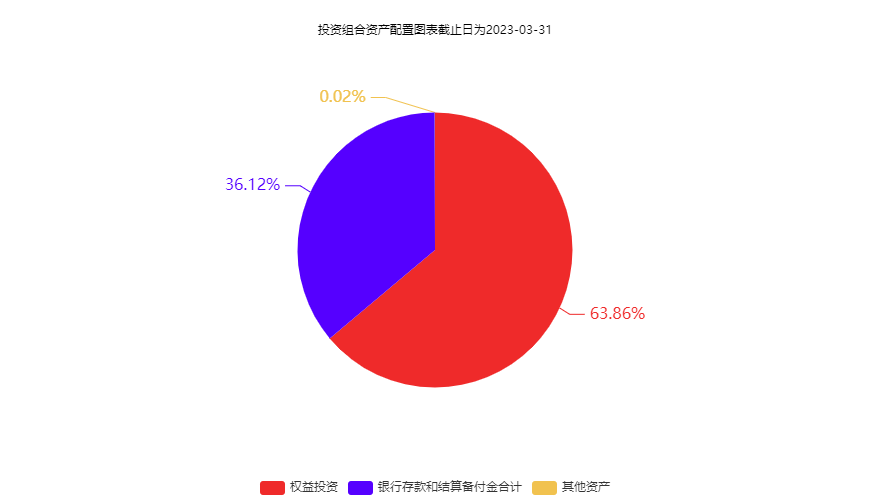 投资组合资产配置图表截止日为2023-03-31
0.02%
36.12%
63.86%
权益投资 银行存款和结算备付金合计 其他资产